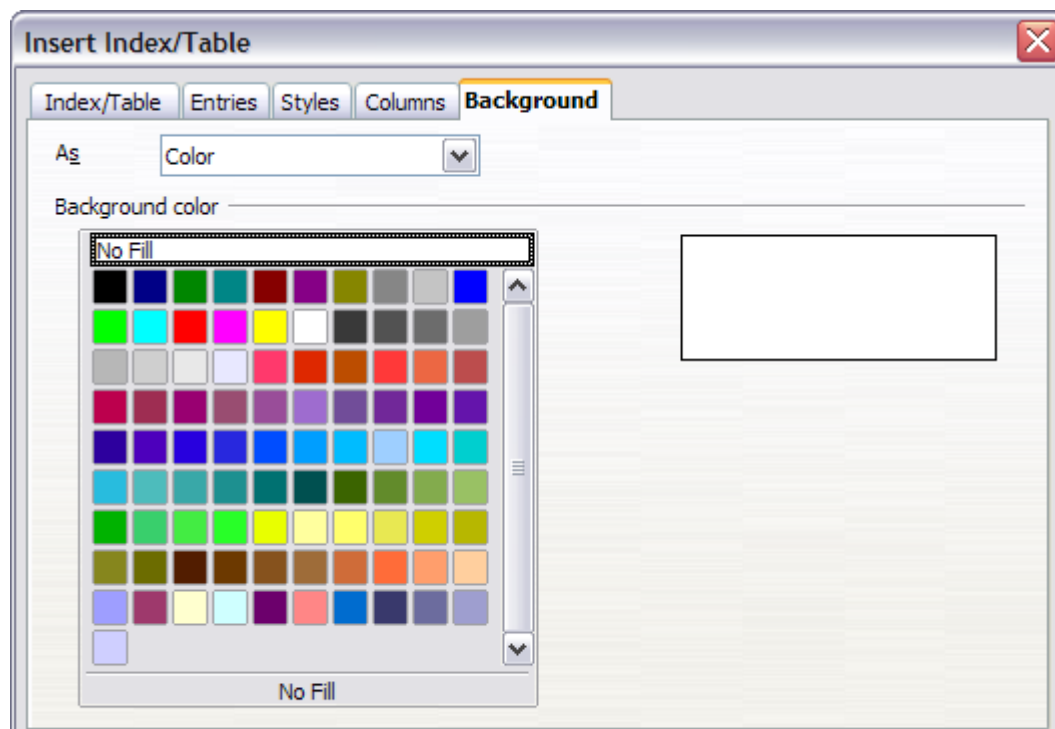 Insert Index/Table
Index/Table Entries Styles Columns Background
As Color
Background color
No Fill
No Fill